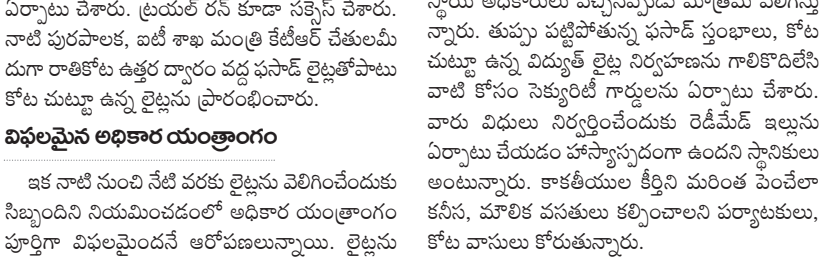 ఏర్పాటు చేశారు. ట్రయల్ రన్ కూడా సక్సెస్ చేశారు.
నాటి పురపాలక, ఐటీ శాఖ మంత్రి కేటీఆర్ చేతులమీ
దుగా రాతికోట ఉత్తర ద్వారం వద్ద ఫసాడ్ లైట్లతోపాటు
కోట చుట్టూ ఉన్న లైట్లను ప్రారంభించారు.
విఫలమైన అధికార యంత్రాంగం
ఇక నాటి నుంచి నేటి వరకు లైట్లను వెలిగించేందుకు
సిబ్బందిని నియమించడంలో అధికార యంత్రాంగం
పూర్తిగా విఫలమైందనే ఆరోపణలున్నాయి. లైట్లను
స్థాయి అధికారులు వచ్చినప్పుడు మాత్రమే వెలిగిస్తు
న్నారు. తుప్పు పట్టిపోతున్న ఫసాడ్ స్తంభాలు, కోట
చుట్టూ ఉన్న విద్యుత్ లైట్ల నిర్వహణను గాలికొదిలేసి
వాటి కోసం సెక్యురిటీ గార్డులను ఏర్పాటు చేశారు.
వారు విధులు నిర్వర్తించేందుకు రెడీమేడ్ ఇల్లును
ఏర్పాటు చేయడం హాస్యాస్పదంగా ఉందని స్థానికులు
అంటున్నారు. కాకతీయుల కీర్తిని మరింత పెంచేలా
కనీస, మౌలిక వసతులు కల్పించాలని పర్యాటకులు,
కోట వాసులు కోరుతున్నారు.